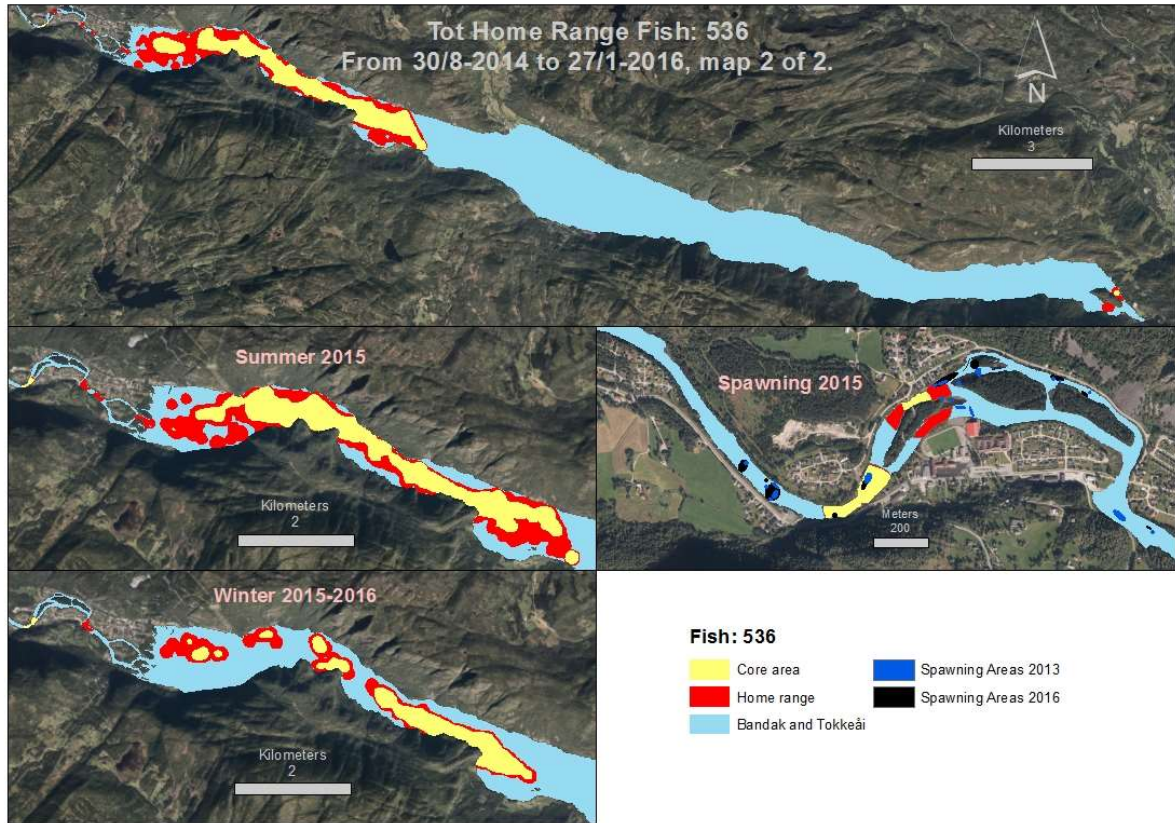 Tot Home Range Fish: 536
From 30/8-2014 to 27/1-2016, map 2 of 2.
N
Kilometers
3
Summer 2015
Kilometers
2
Spawning 2015
Meters
200
Winter 2015-2016
Kilometers
2
Fish: 536
Core area
Home range
Bandak and Tokkeåi
Spawning Areas 2013
Spawning Areas 2016